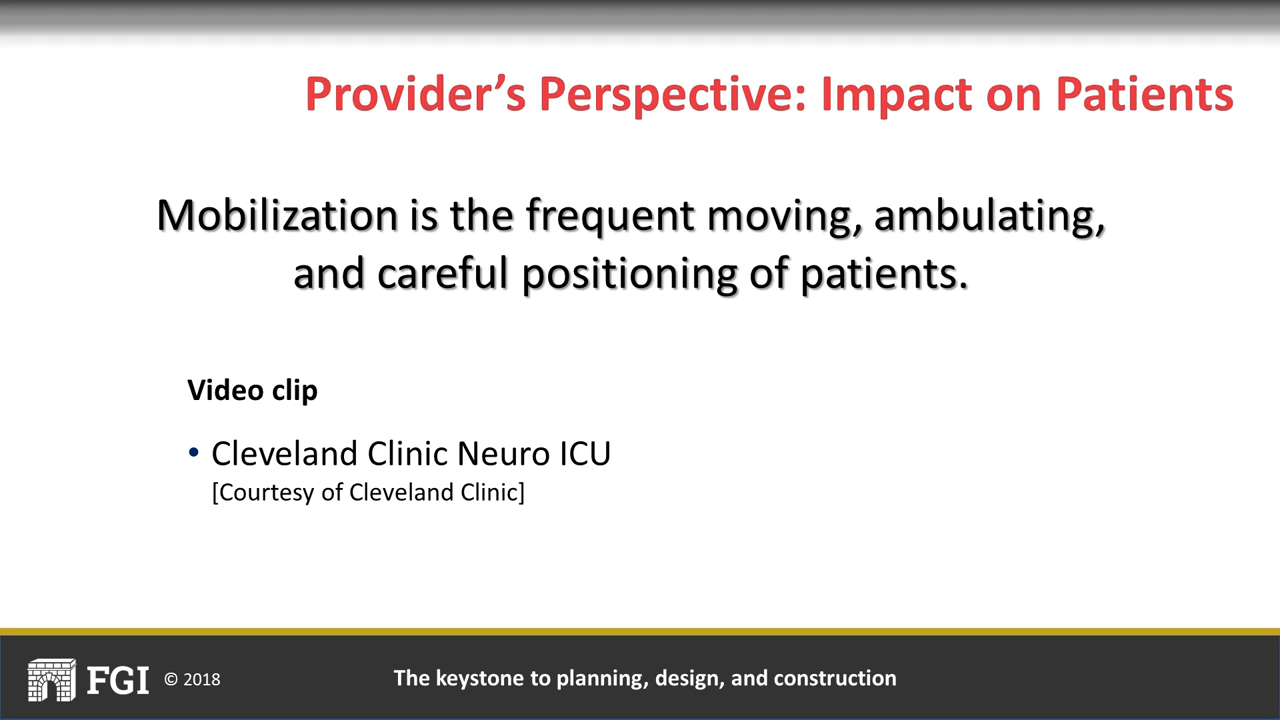 Provider’s Perspective: Impact on Patients
Mobilization is the frequent moving, ambulating,
and careful positioning of patients.
Video clip
• Cleveland Clinic Neuro ICU
[Courtesy of Cleveland Clinic]
FGI © 2018
The keystone to planning, design, and construction